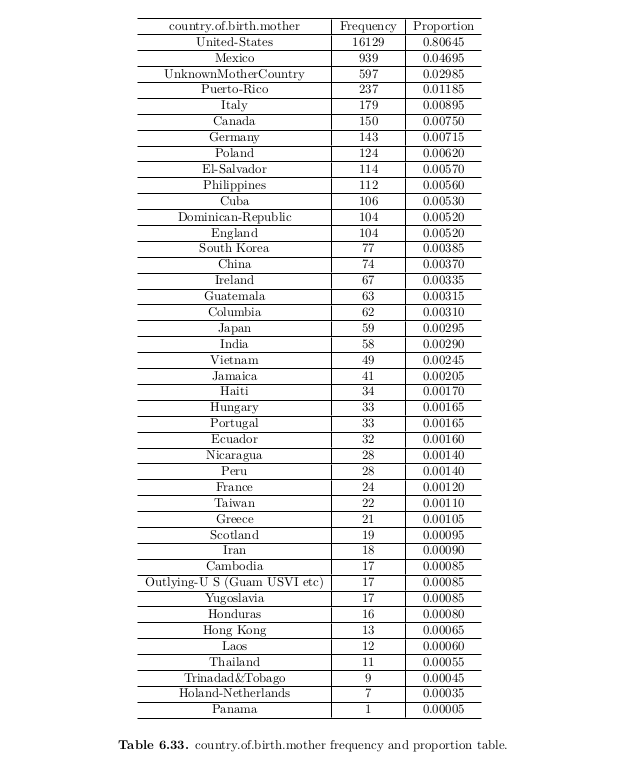 country.of.birth.mother Frequency Proportion
United-States 16129 0.80645
Mexico 939 0.04695
UnknownMotherCountry 597 0.02985
Puerto-Rico 237 0.01185
Italy 179 0.00895
Canada 150 0.00750
Germany 143 0.00715
Poland 124 0.00620
El-Salvador 114 0.00570
Philippines 112 0.00560
Cuba 106 0.00530
Dominican-Republic 104 0.00520
England 104 0.00520
South Korea 77 0.00385
China 74 0.00370
Ireland 67 0.00335
Guatemala 63 0.00315
Columbia 62 0.00310
Japan 59 0.00295
India 58 0.00290
Vietnam 49 0.00245
Jamaica 41 0.00205
Haiti 34 0.00170
Hungary 33 0.00165
Portugal 33 0.00165
Ecuador 32 0.00160
Nicaragua 28 0.00140
Peru 28 0.00140
France 24 0.00120
Taiwan 22 0.00110
Greece 21 0.00105
Scotland 19 0.00095
Iran 18 0.00090
Cambodia 17 0.00085
Outlying-U S (Guam USVI etc) 17 0.00085
Yugoslavia 17 0.00085
Honduras 16 0.00080
Hong Kong 13 0.00065
Laos 12 0.00060
Thailand 11 0.00055
Trinadad&Tobago 9 0.00045
Holand-Netherlands 7 0.00035
Panama 1 0.00005
Table 6.33. country.of.birth.mother frequency and proportion table.